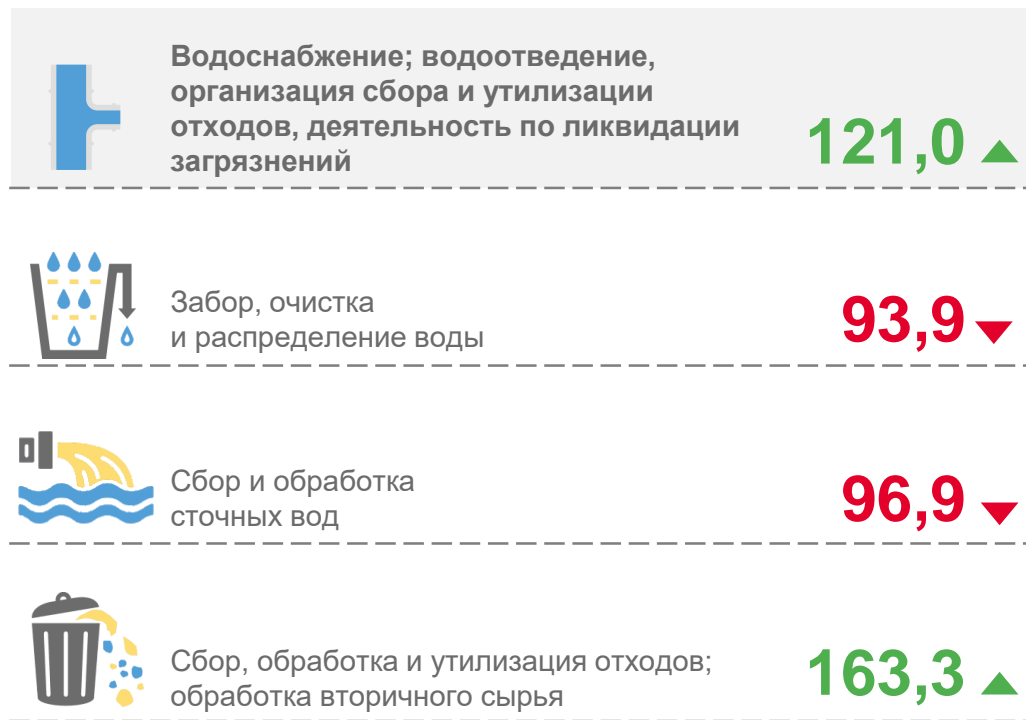 Водоснабжение; водоотведение,
организация сбора и утилизации
отходов, деятельность по ликвидации
загрязнений
121,0
Забор, очистка
и распределение воды
93,9
Сбор и обработка
сточных вод
96,9
Сбор, обработка и утилизация отходов;
обработка вторичного сырья
163,3